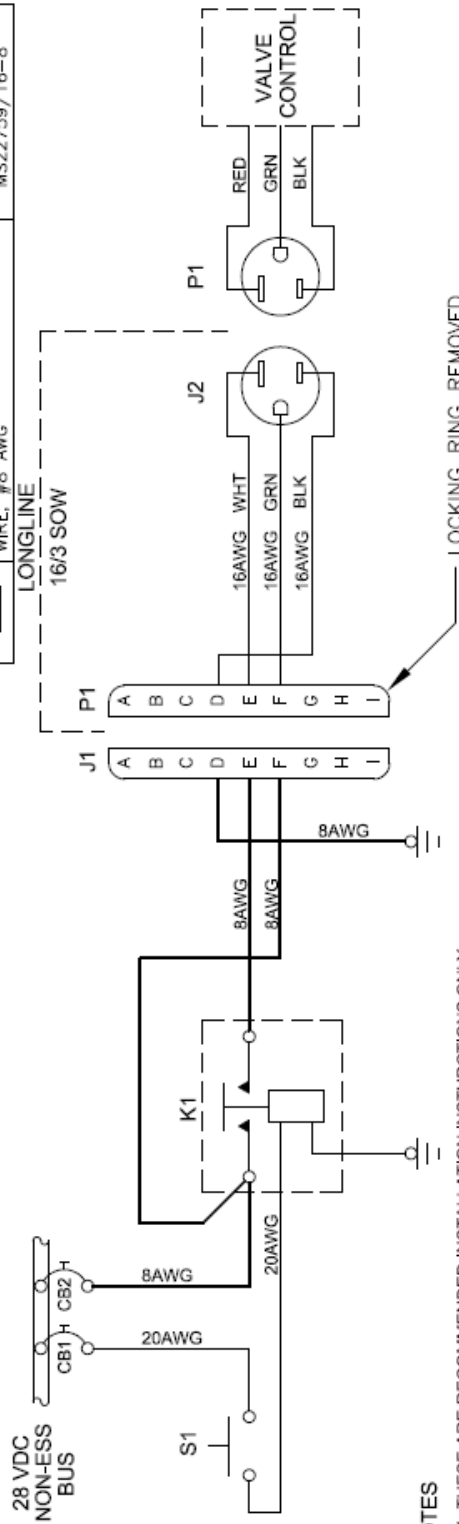 WIRE, #8 AWG
MS22759/16-8
LONGLINE
16/3 SOW
28 VDC
NON-ESS
BUS
CB1
CB2
20AWG
8AWG
S1
20AWG
K1
8AWG
8AWG
8AWG
J1
A
B
C
D
E
F
G
H
I
P1
A
B
C
D
E
F
G
H
I
16AWG WHT
16AWG GRN
16AWG BLK
J2
P1
RED
GRN
BLK
VALVE
CONTROL
LOCKING RING REMOVED